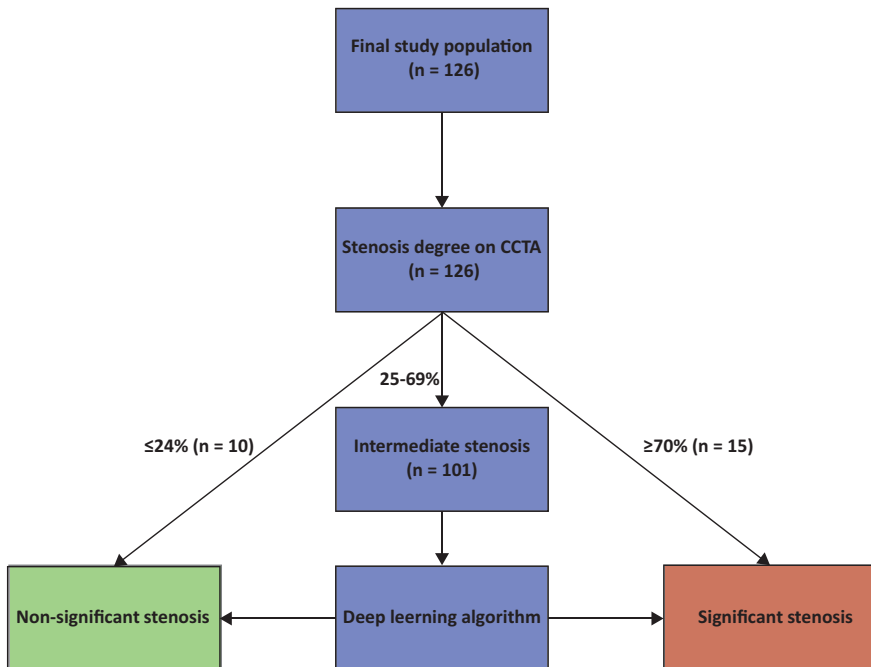 Final study population
(n = 126)
Stenosis degree on CCTA
(n = 126)
25-69%
≤24% (n = 10)
Intermediate stenosis
(n = 101)
≥70% (n = 15)
Non-significant stenosis
Deep leerning algorithm
Significant stenosis